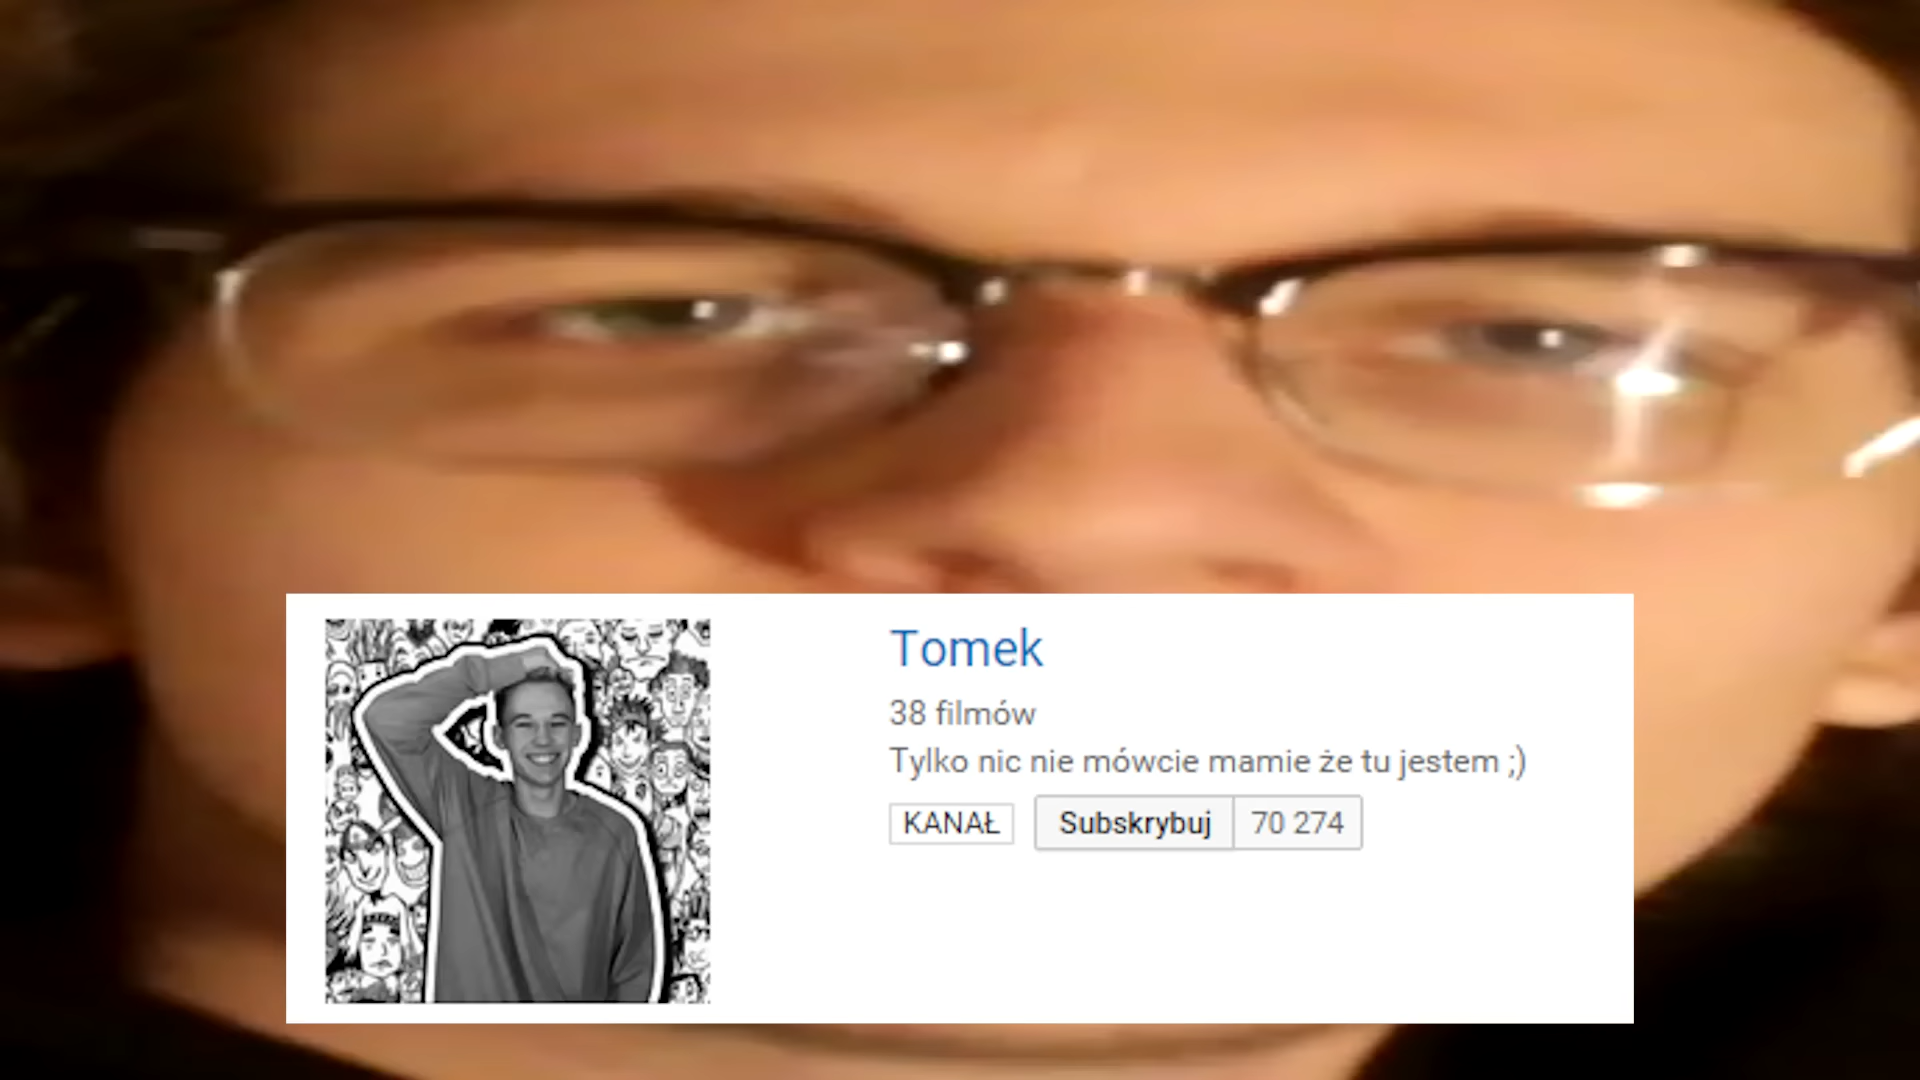 Tomek
38 filmów
Tylko nic nie mówcie mamie że tu jestem ;)
KANAŁ Subskrybuj 70 274